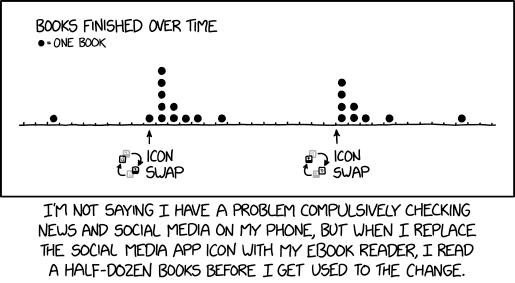 BOOKS FINISHED OVER TIME
●= ONE BOOK
ICON
SWAP
ICON
SWAP
I'M NOT SAYING I HAVE A PROBLEM COMPULSIVELY CHECKING
NEWS AND SOCIAL MEDIA ON MY PHONE, BUT WHEN I REPLACE
THE SOCIAL MEDIA APP ICON WITH MY EBOOK READER, I READ
A HALF-DOZEN BOOKS BEFORE I GET USED TO THE CHANGE.